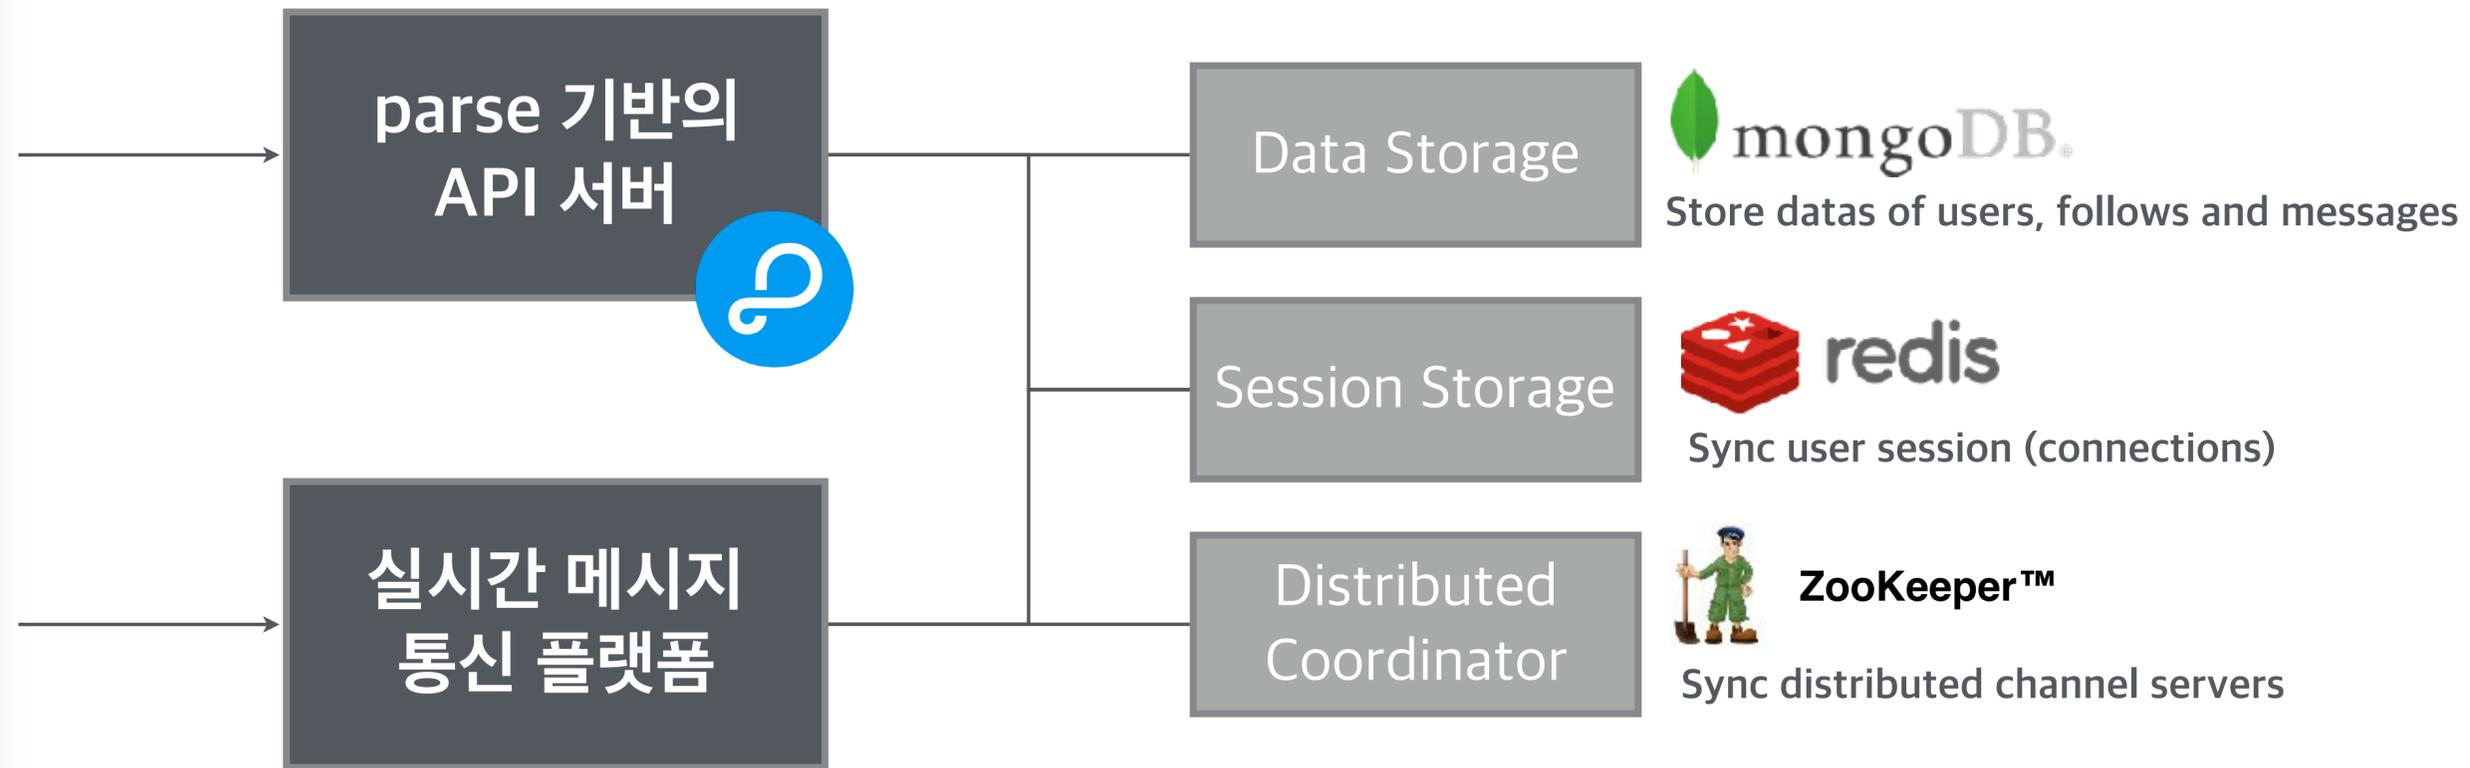 parse 기반의
API 서버
실시간 메시지
통신 플랫폼
Data Storage
mongoDB®
Store datas of users, follows and messages
Session Storage
redis
Sync user session (connections)
Distributed
Coordinator
ZooKeeper™
Sync distributed channel servers